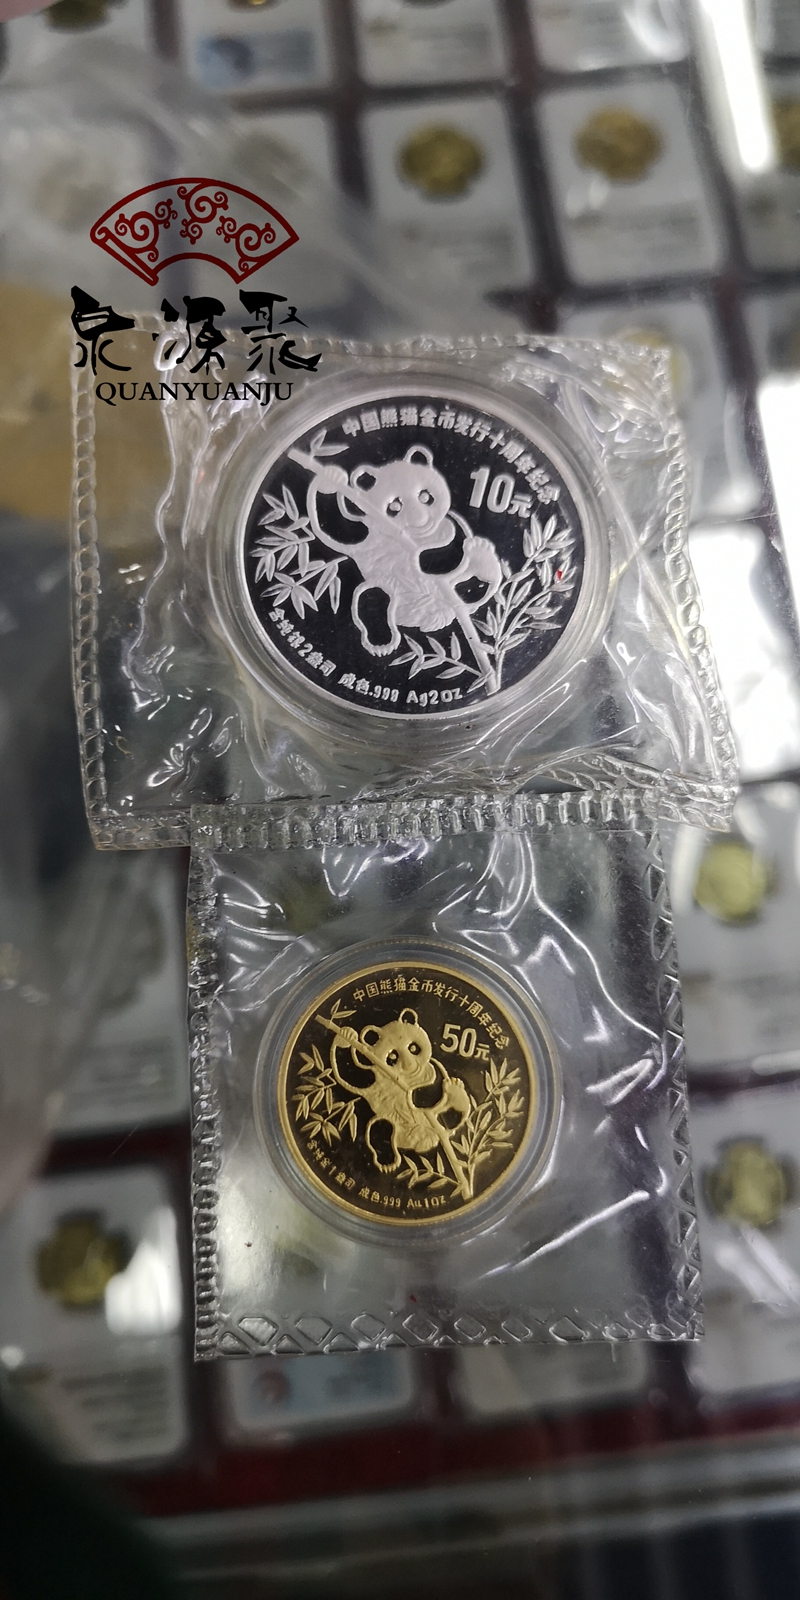 泉源聚
QUANYUANJU
中国熊猫金币发行十周年纪念
10元
含纯银2盎司 成色.999 Ag2oz
中国熊猫金币发行十周年纪念
50元
含纯金1盎司 成色.999 Au1oz